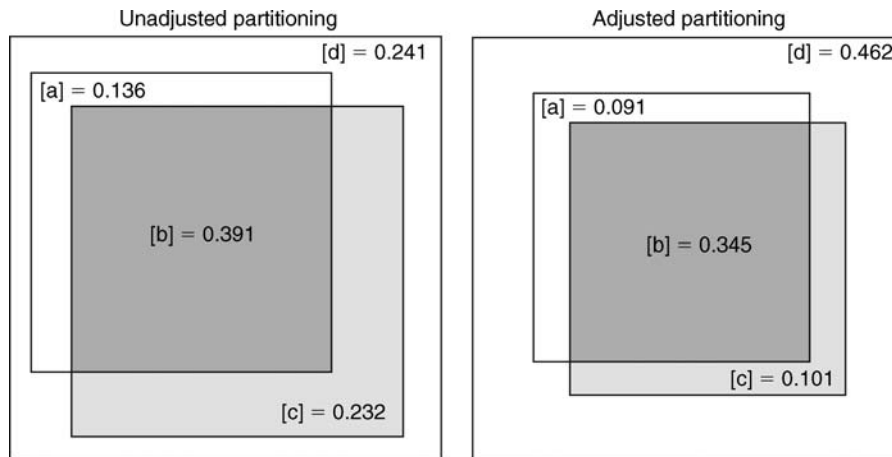 Unadjusted partitioning
[d] = 0.241
[a] = 0.136
[b] = 0.391
[c] = 0.232
Adjusted partitioning
[d] = 0.462
[a] = 0.091
[b] = 0.345
[c] = 0.101